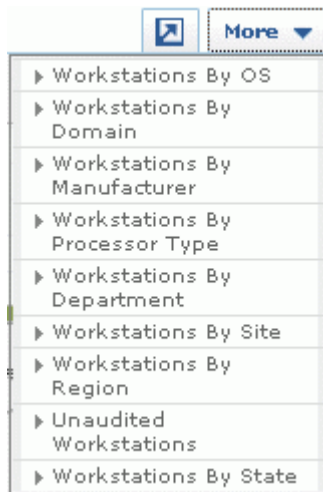 More
Workstations By OS
Workstations By
Domain
Workstations By
Manufacturer
Workstations By
Processor Type
Workstations By
Department
Workstations By Site
Workstations By
Region
Unaudited
Workstations
Workstations By State